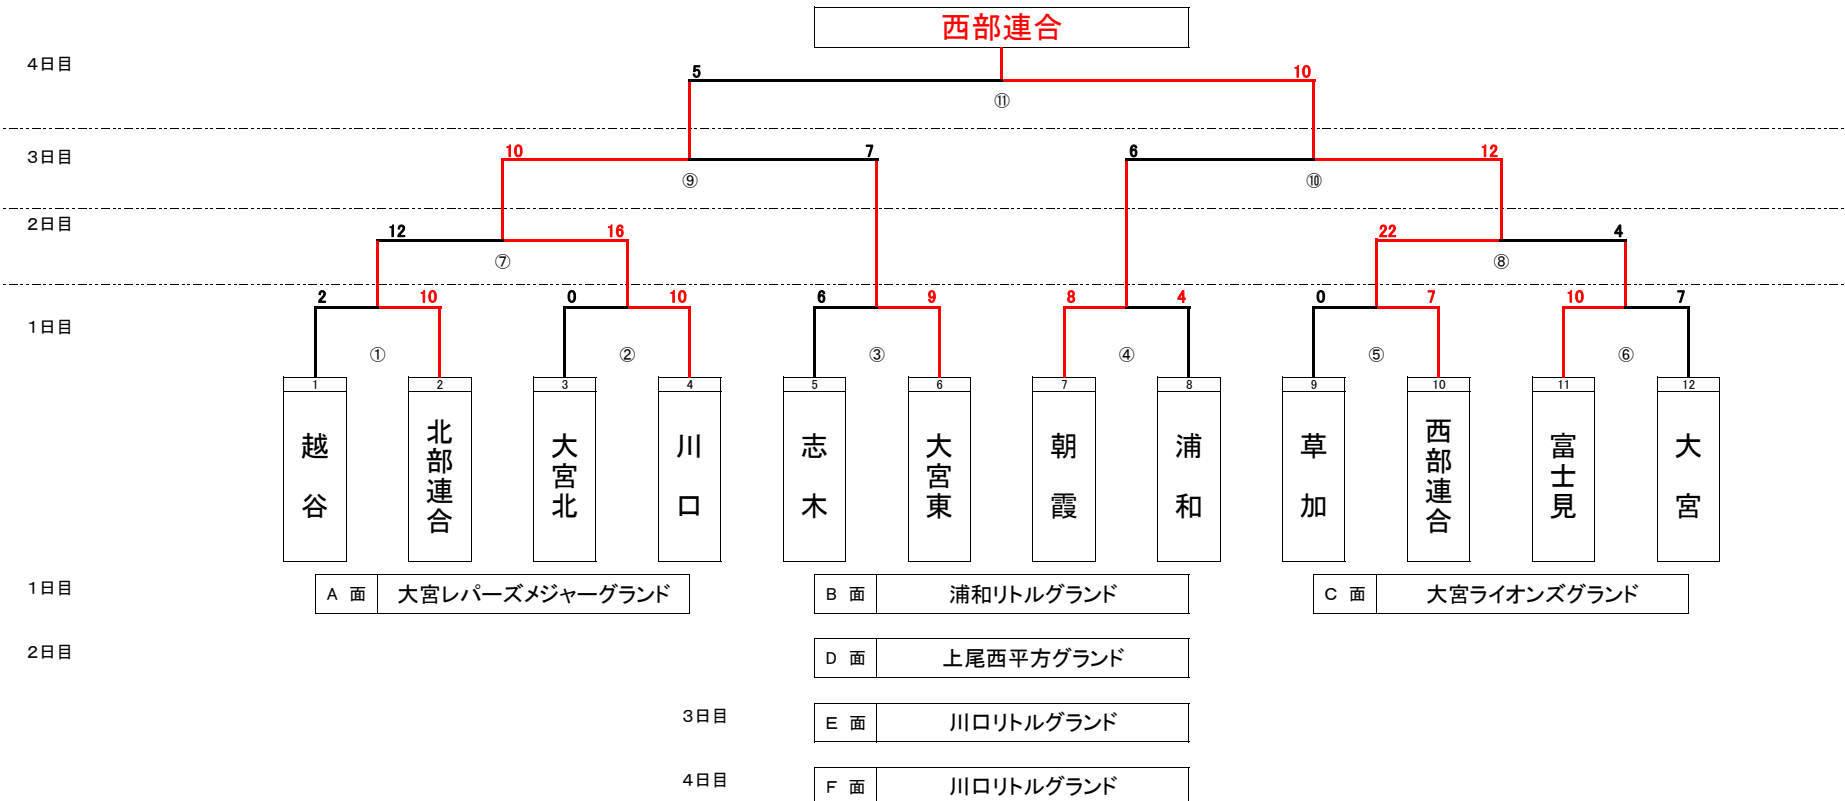 西部連合
4日目
5 10
⑪
3日目
10 7 6 12
⑨ ⑩
2日目
12 16 22 4
⑦ ⑧
2 10 0 10 6 9 8 4 0 7 10 7
1日目
① ② ③ ④ ⑤ ⑥
1 2 3 4 5 6 7 8 9 10 11 12
越谷
北部連合
大宮北
川口
志木
大宮東
朝霞
浦和
草加
西部連合
富士見
大宮
1日目
A 面 大宮レパーズメジャーグランド
B 面 浦和リトルグランド
C 面 大宮ライオンズグランド
2日目
D 面 上尾西平方グランド
3日目
E 面 川口リトルグランド
4日目
F 面 川口リトルグランド